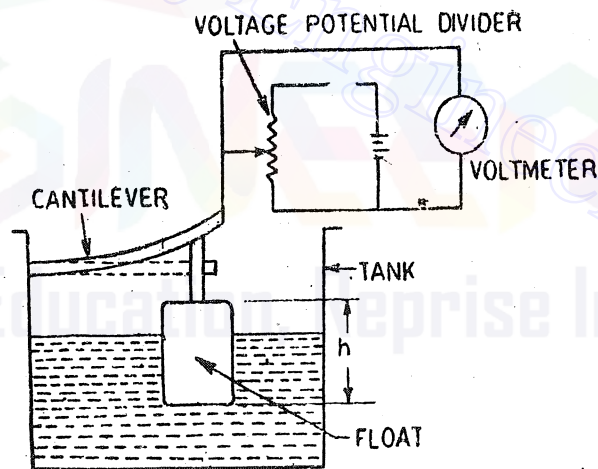 VOLTAGE POTENTIAL DIVIDER
VOLTMETER
CANTILEVER
TANK
h
FLOAT